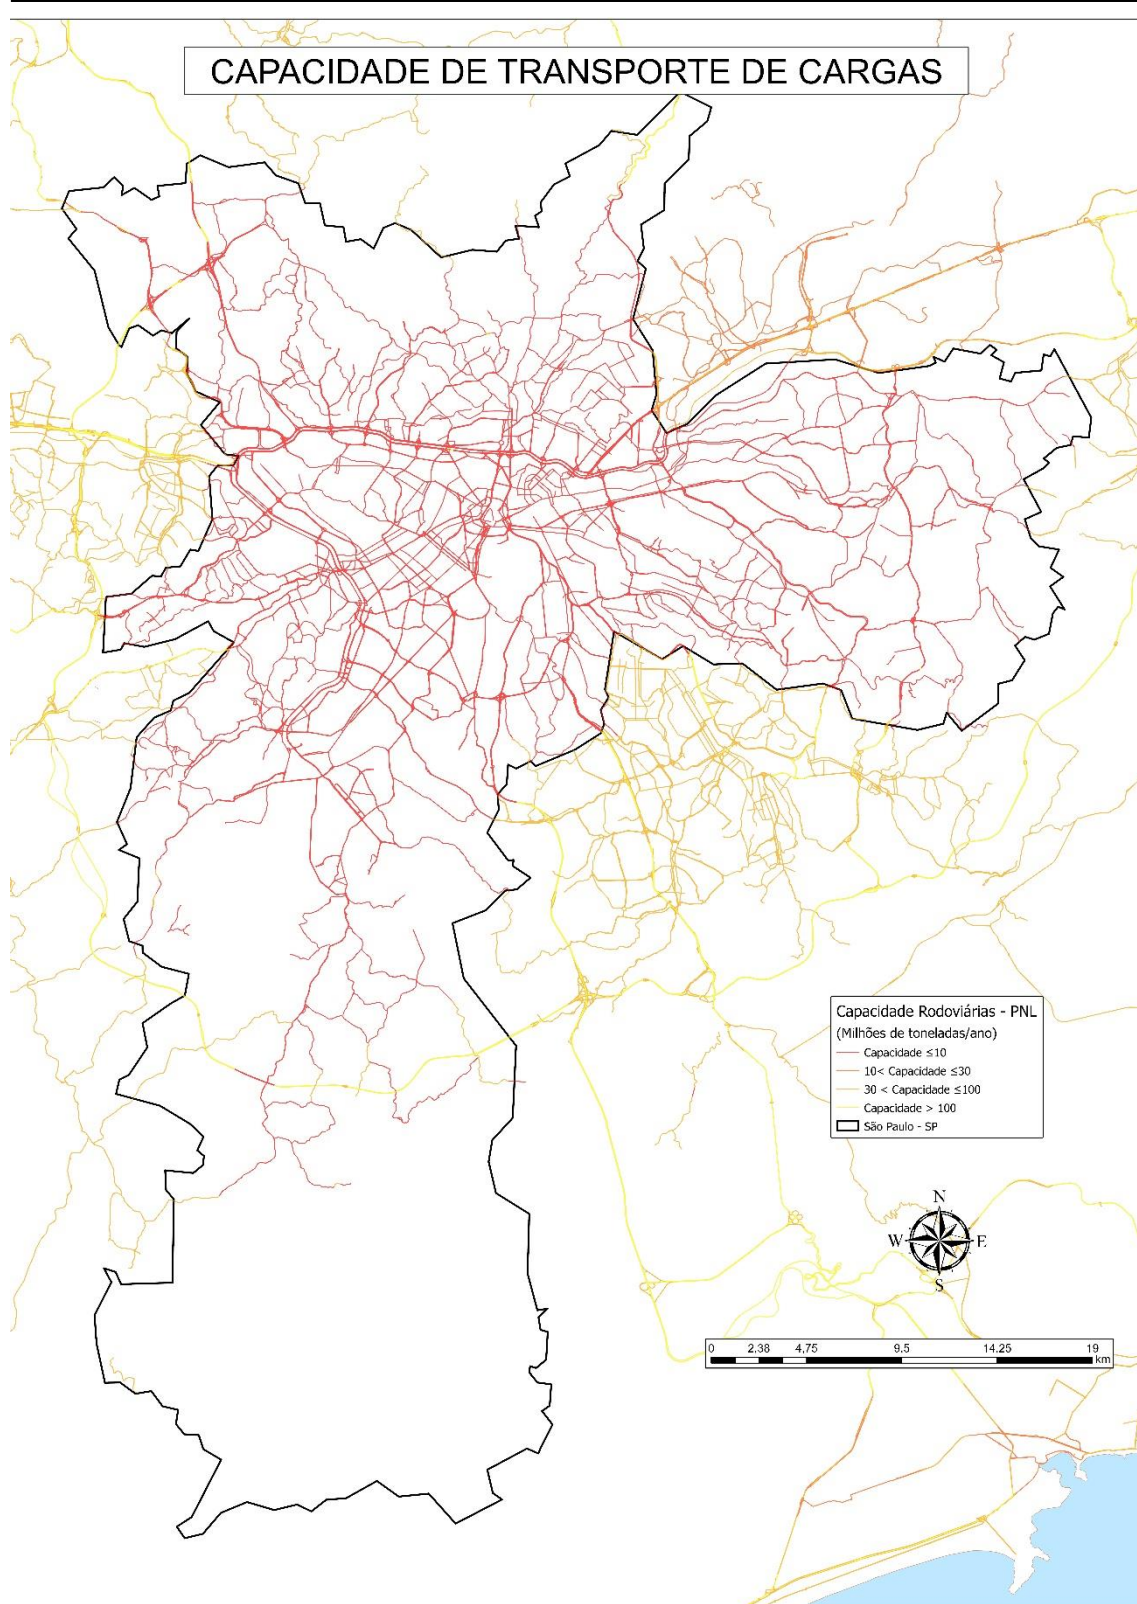 CAPACIDADE DE TRANSPORTE DE CARGAS
Capacidade Rodoviárias - PNL
(Milhões de toneladas/ano)
Capacidade ≤10
10< Capacidade ≤30
30 < Capacidade ≤100
Capacidade > 100
São Paulo - SP
N
W E
S
0 2,38 4,75 9,5 14,25 19
km